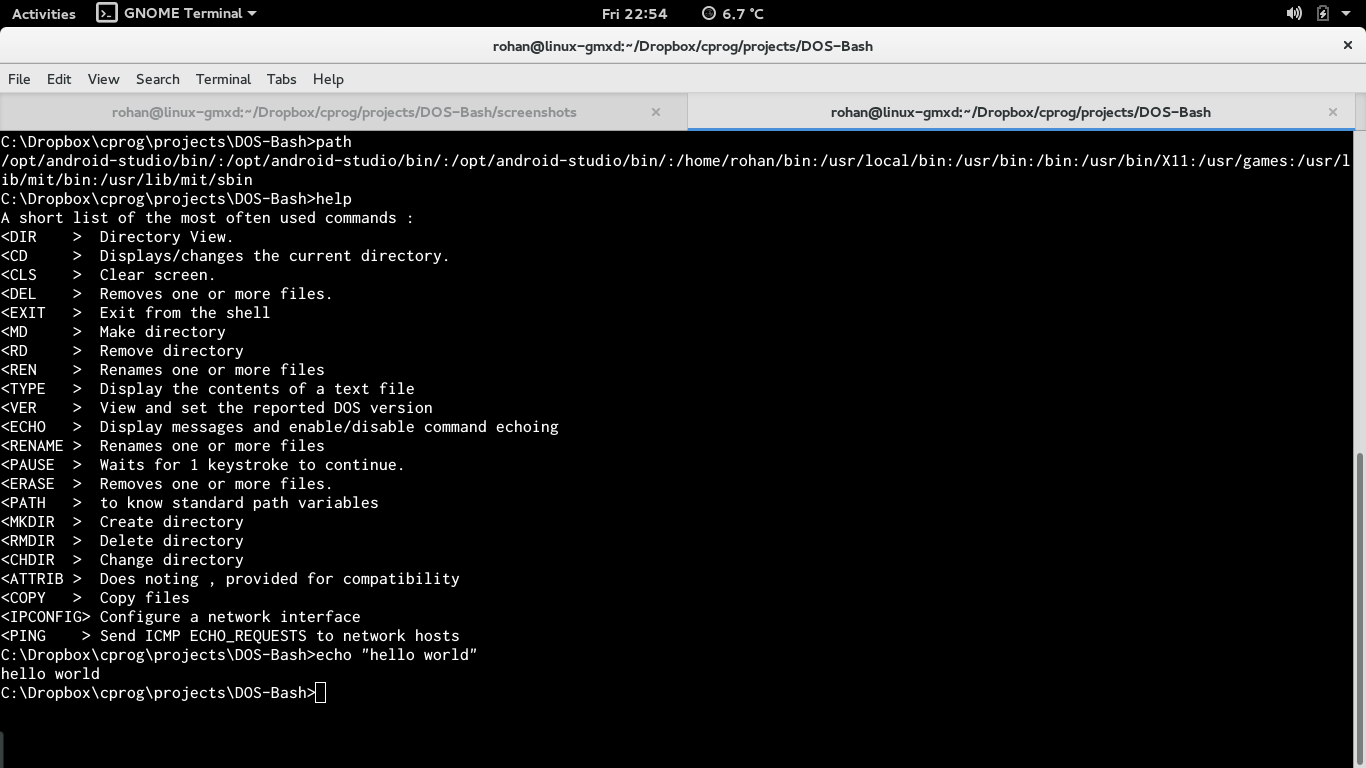 Activities GNOME Terminal Fri 22:54 6.7 °C
rohan@linux-gmxd:~/Dropbox/cprog/projects/DOS-Bash
File Edit View Search Terminal Tabs Help
rohan@linux-gmxd:~/Dropbox/cprog/projects/DOS-Bash/screenshots rohan@linux-gmxd:~/Dropbox/cprog/projects/DOS-Bash
C:\Dropbox\cprog\projects\DOS-Bash>path
/opt/android-studio/bin/:/opt/android-studio/bin/:/opt/android-studio/bin/:/home/rohan/bin:/usr/local/bin:/usr/bin:/bin:/usr/bin/X11:/usr/games:/usr/l
ib/mit/bin:/usr/lib/mit/sbin
C:\Dropbox\cprog\projects\DOS-Bash>help
A short list of the most often used commands :
<DIR    >  Directory View.
<CD     >  Displays/changes the current directory.
<CLS    >  Clear screen.
<DEL    >  Removes one or more files.
<EXIT   >  Exit from the shell
<MD     >  Make directory
<RD     >  Remove directory
<REN    >  Renames one or more files
<TYPE   >  Display the contents of a text file
<VER    >  View and set the reported DOS version
<ECHO   >  Display messages and enable/disable command echoing
<RENAME >  Renames one or more files
<PAUSE  >  Waits for 1 keystroke to continue.
<ERASE  >  Removes one or more files.
<PATH   >  to know standard path variables
<MKDIR  >  Create directory
<RMDIR  >  Delete directory
<CHDIR  >  Change directory
<ATTRIB >  Does noting , provided for compatibility
<COPY   >  Copy files
<IPCONFIG> Configure a network interface
<PING    > Send ICMP ECHO_REQUESTS to network hosts
C:\Dropbox\cprog\projects\DOS-Bash>echo "hello world"
hello world
C:\Dropbox\cprog\projects\DOS-Bash>